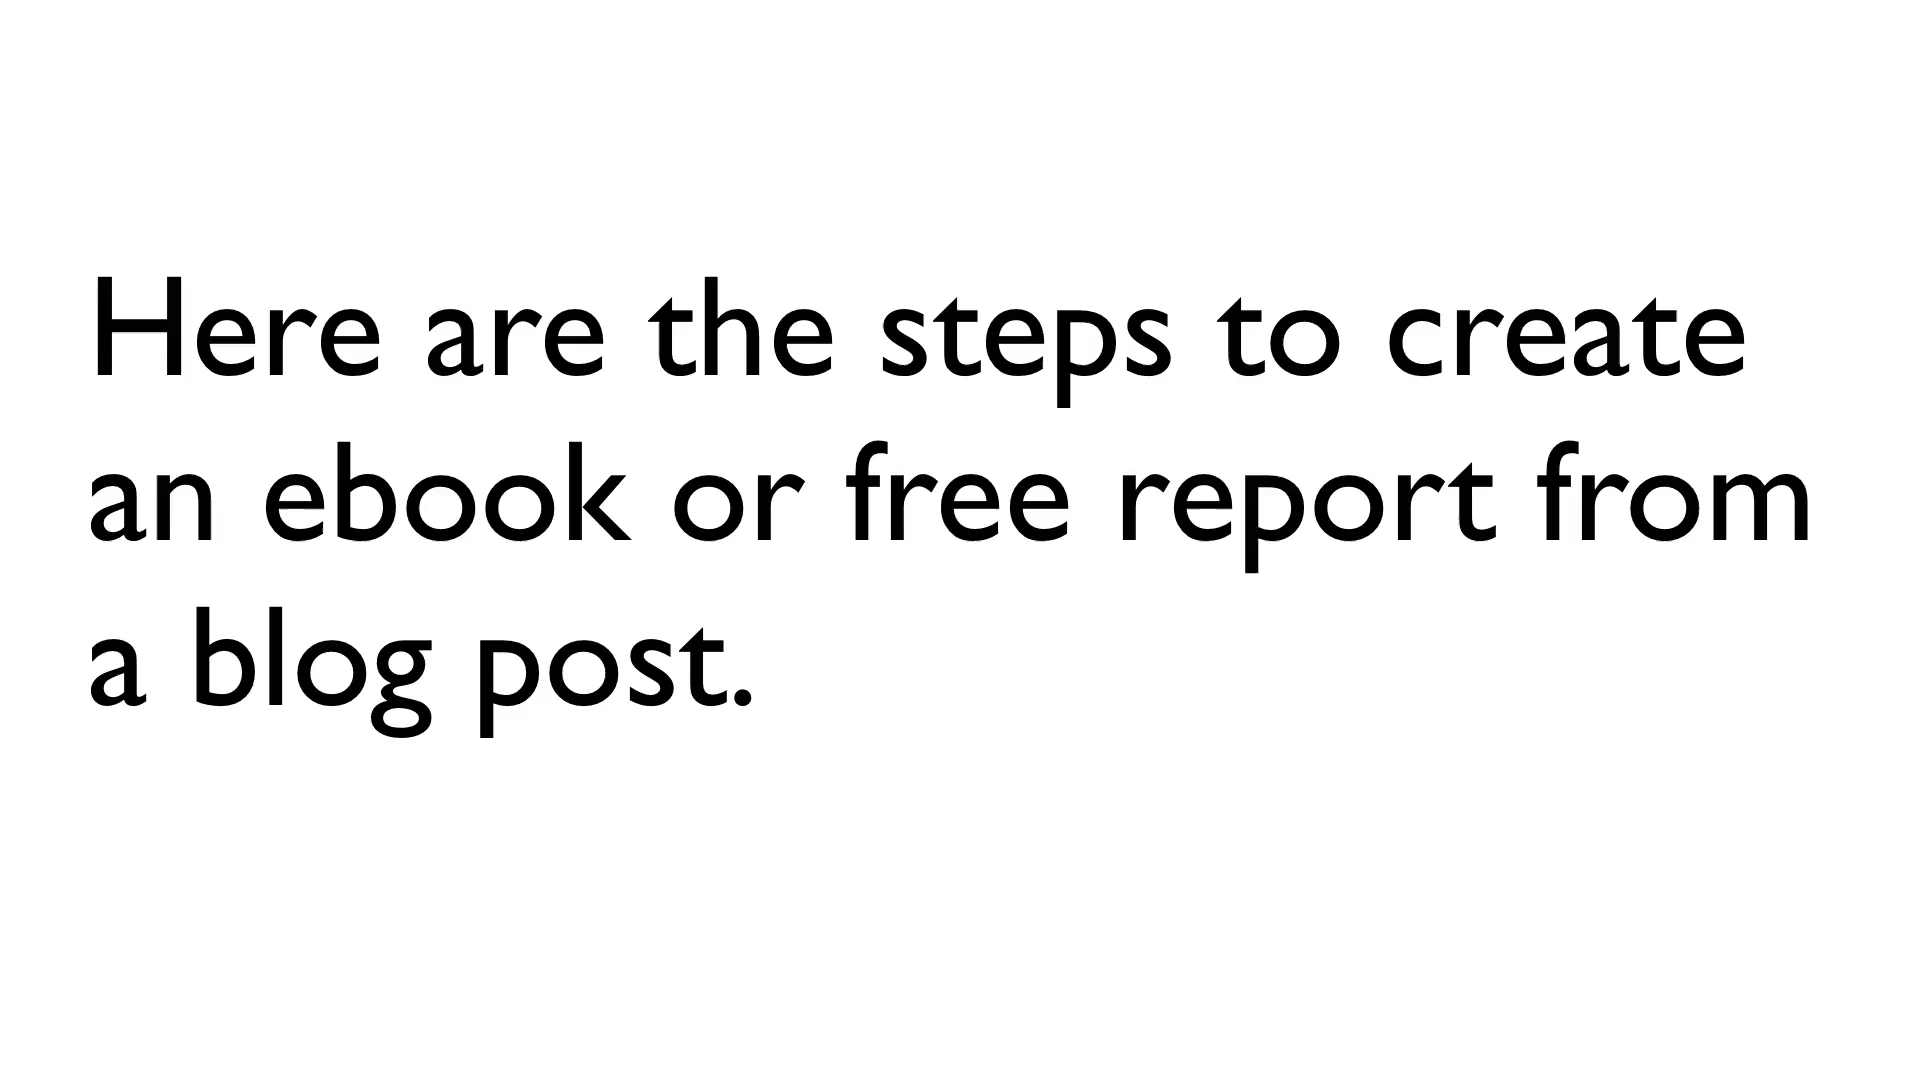 Here are the steps to create
an ebook or free report from
a blog post.